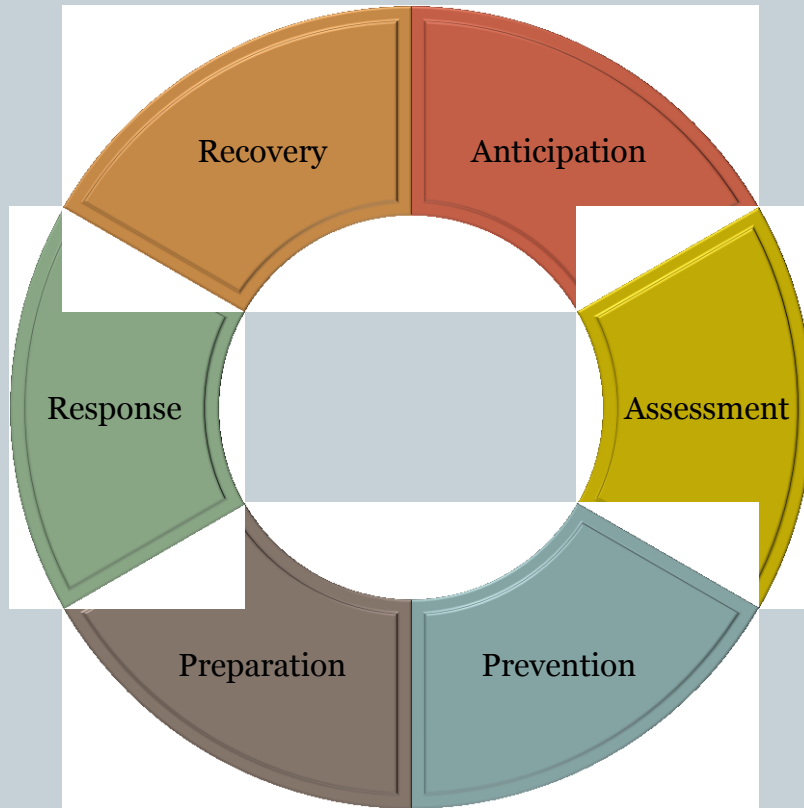 Recovery
Anticipation
Response
Assessment
Preparation
Prevention